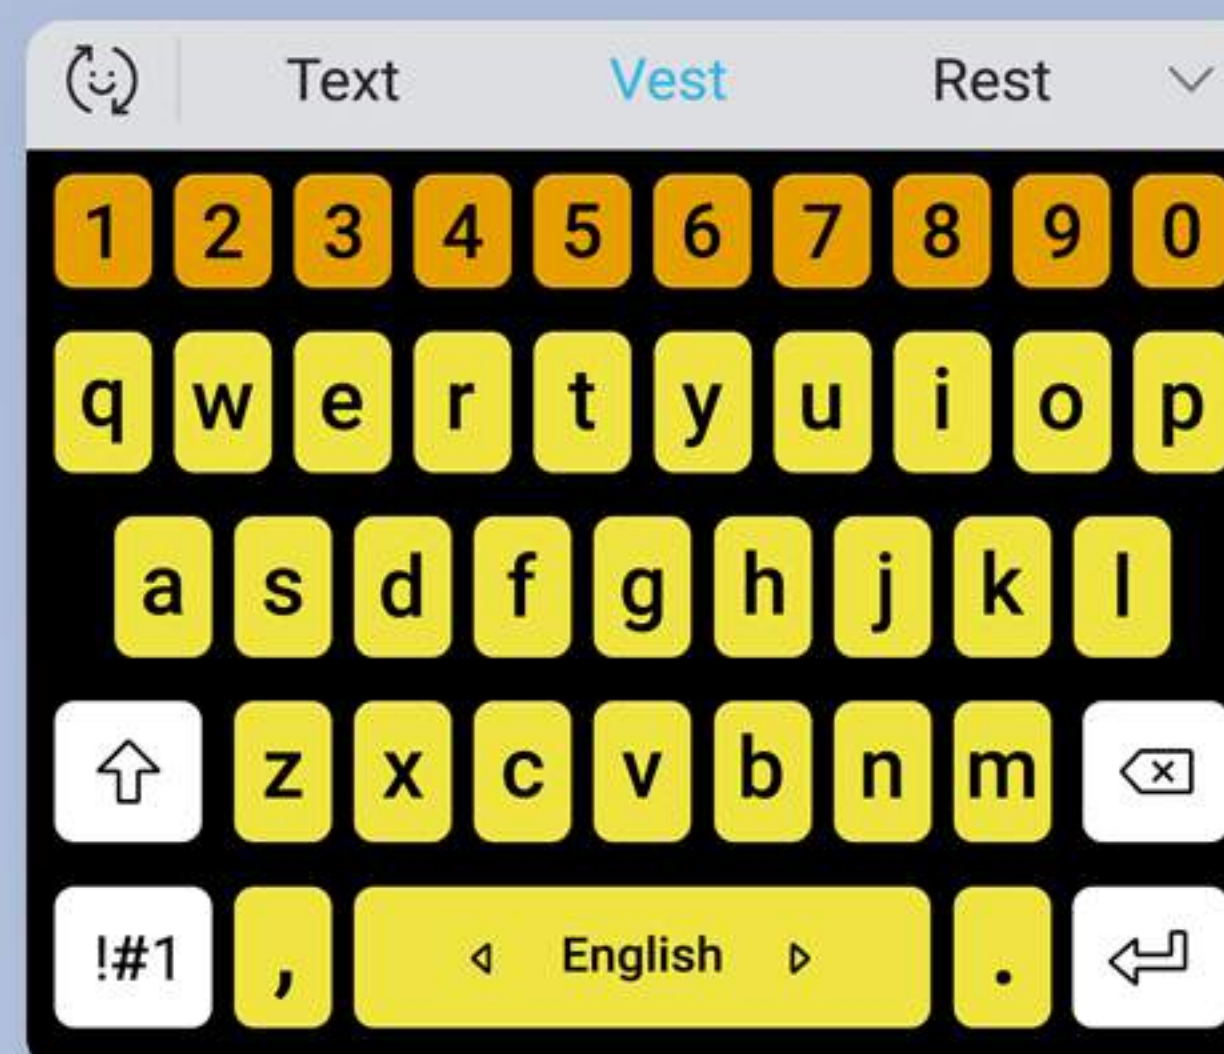 Text Vest Rest
1 2 3 4 5 6 7 8 9 0
q w e r t y u i o p
a s d f g h j k l
z x c v b n m
!#1 , English .